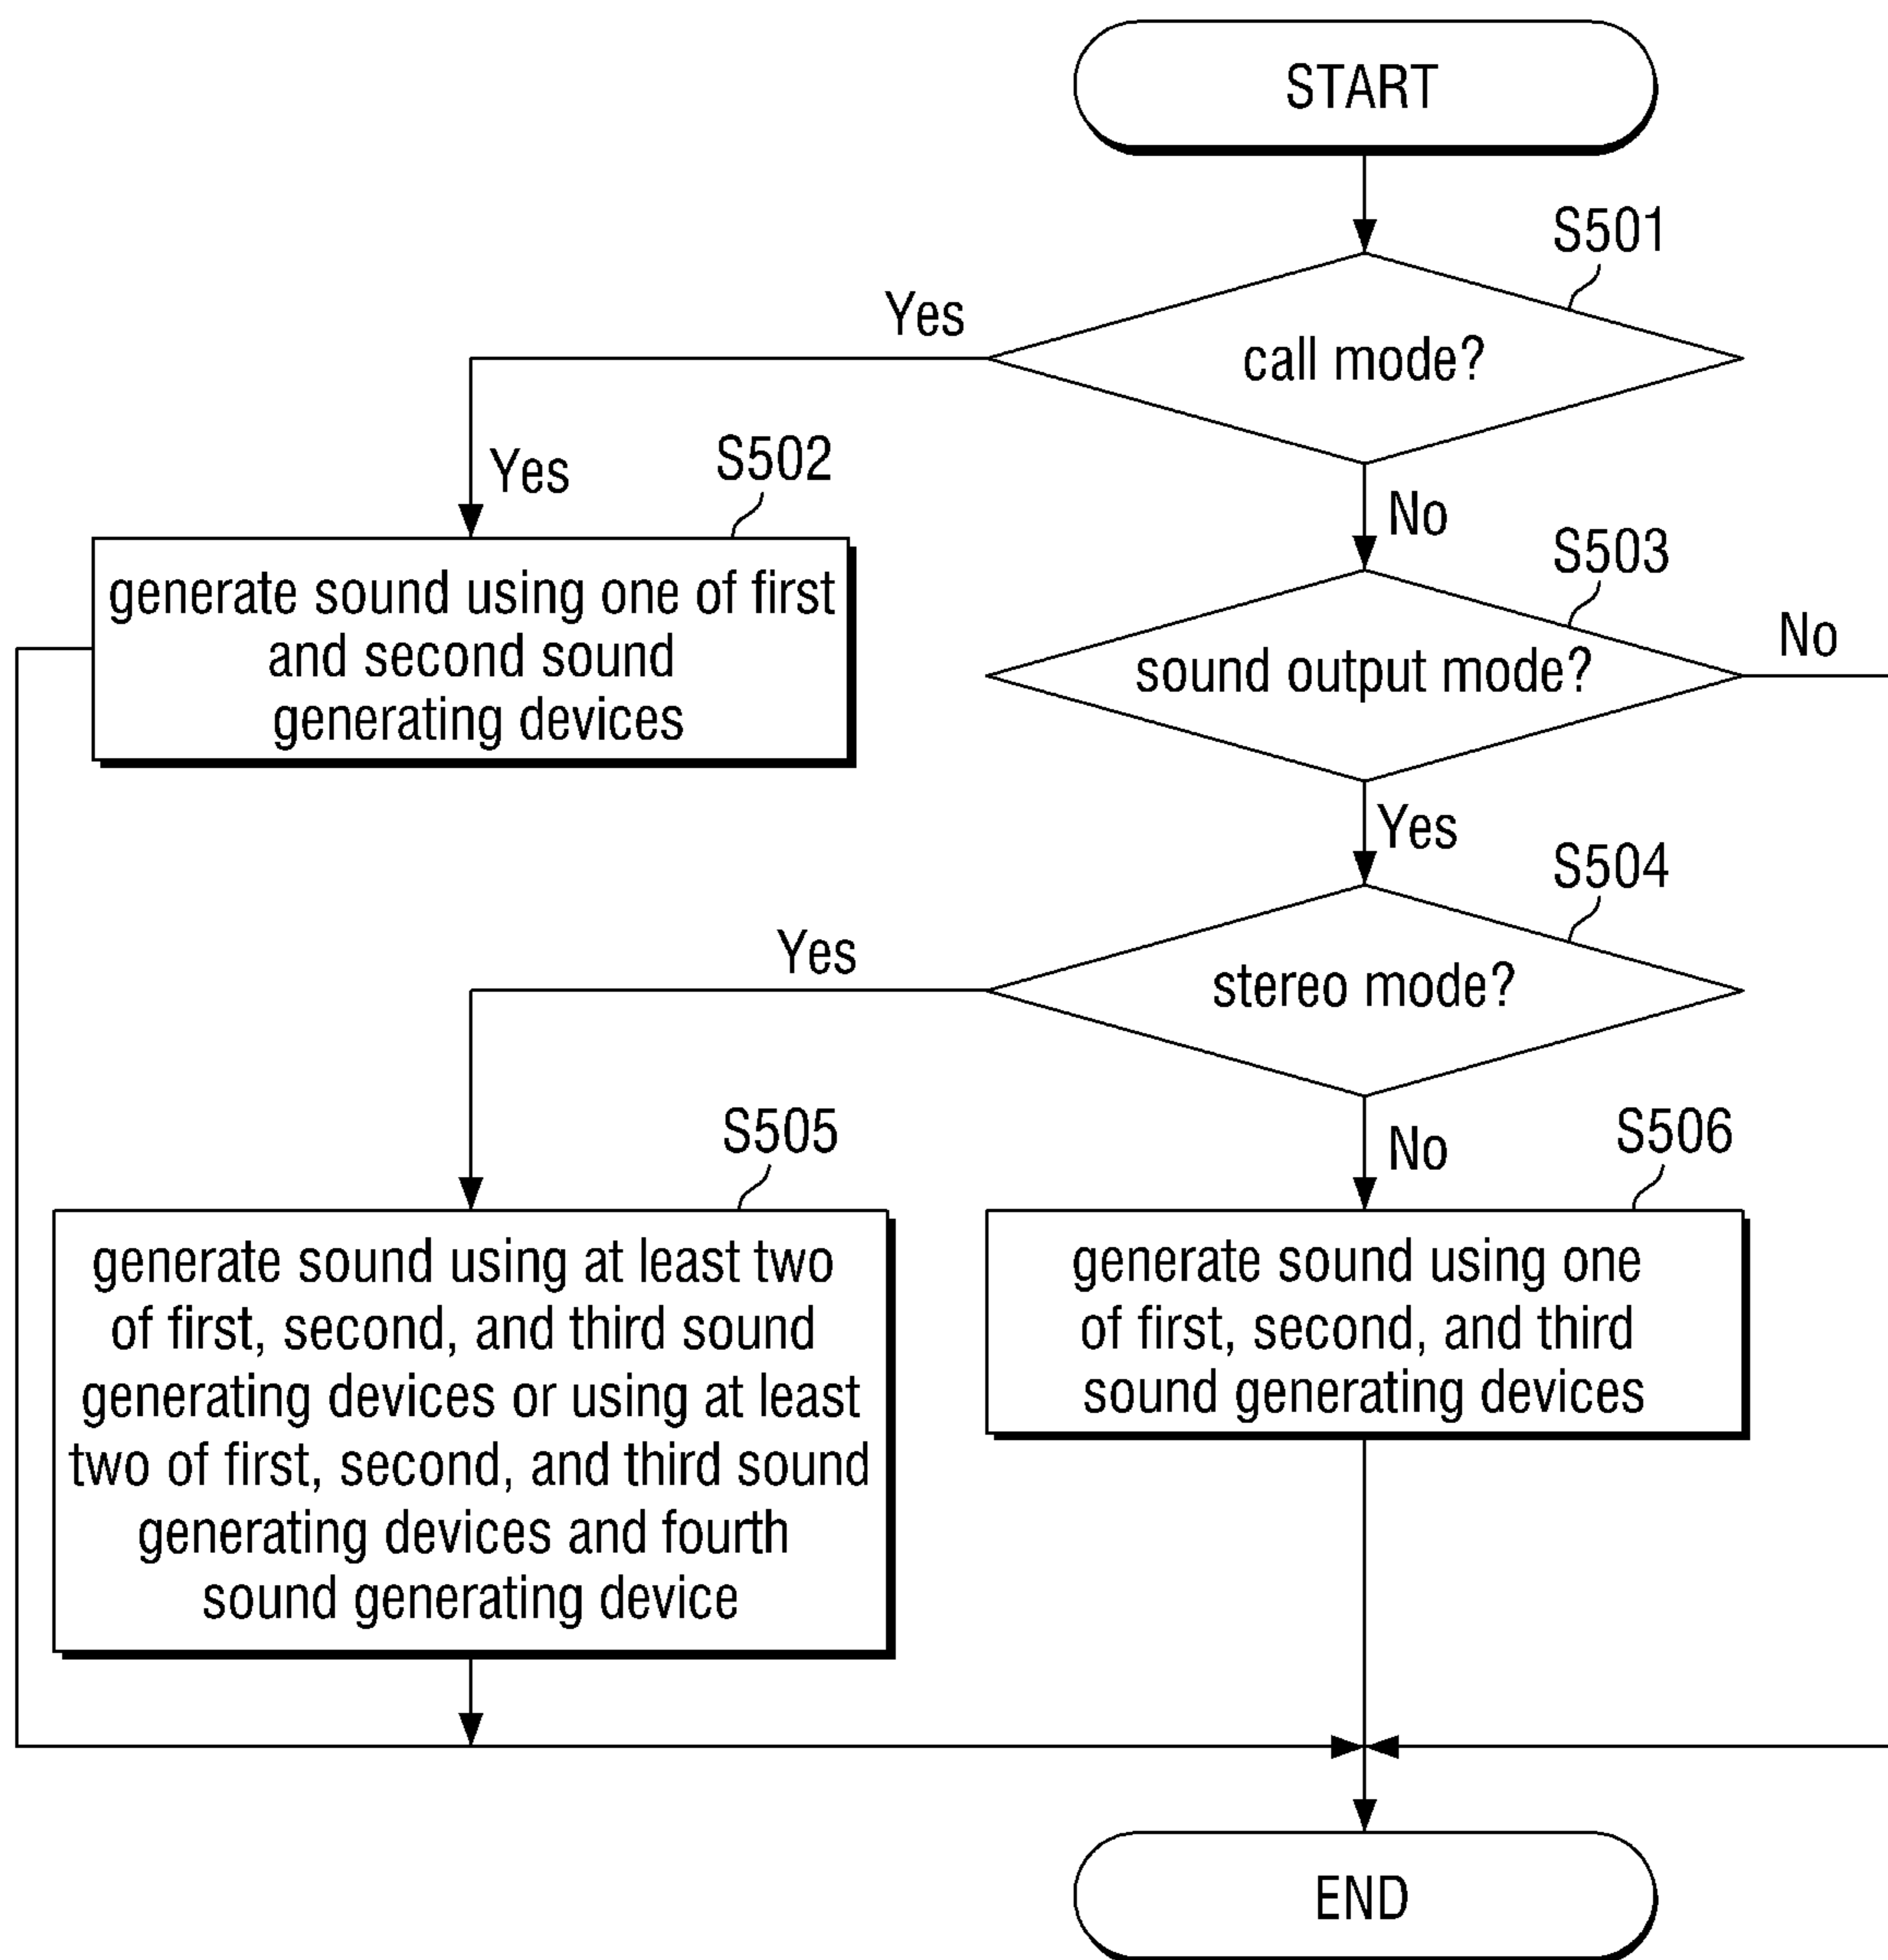 START
S501
call mode?
Yes
Yes
S502
No
generate sound using one of first
and second sound
generating devices
S503
sound output mode?
No
Yes
S504
stereo mode?
Yes
No
S505
generate sound using at least two
of first, second, and third sound
generating devices or using at least
two of first, second, and third sound
generating devices and fourth
sound generating device
S506
generate sound using one
of first, second, and third
sound generating devices
END